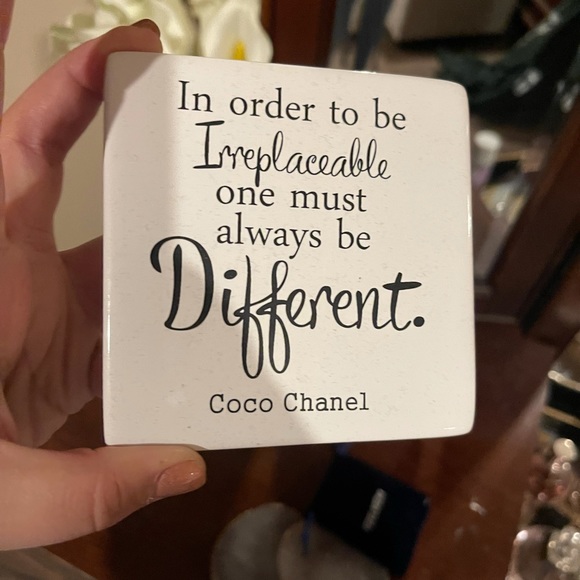 In order to be
Irreplaceable
one must
always be
Different.
Coco Chanel